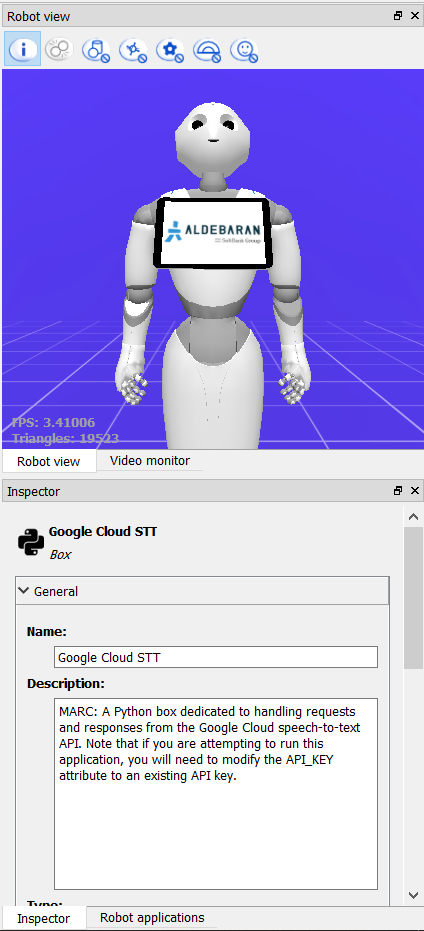 Robot view
ALDEBARAN
SoftBank Group
FPS: 3.41006
Triangles: 19523
Robot view
Video monitor
Inspector
Google Cloud STT
Box
General
Name:
Google Cloud STT
Description:
MARC: A Python box dedicated to handling requests
and responses from the Google Cloud speech-to-text
API. Note that if you are attempting to run this
application, you will need to modify the API_KEY
attribute to an existing API key.
Type:
Inspector
Robot applications